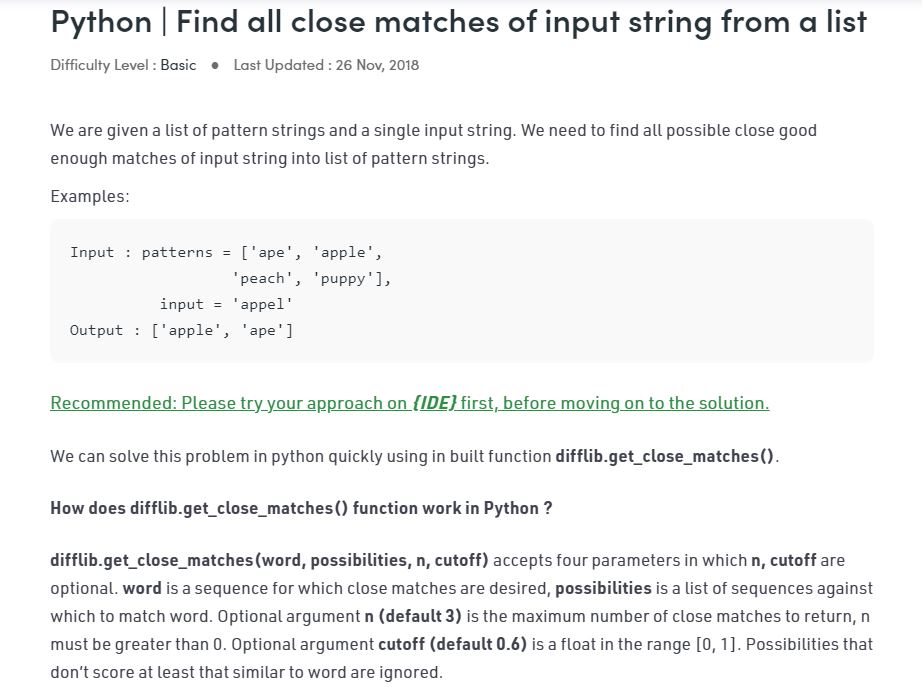 Python | Find all close matches of input string from a list
Difficulty Level : Basic ● Last Updated : 26 Nov, 2018
We are given a list of pattern strings and a single input string. We need to find all possible close good
enough matches of input string into list of pattern strings.
Examples:
Input : patterns = ['ape', 'apple',
'peach', 'puppy'],
input = 'appel'
Output : ['apple', 'ape']
Recommended: Please try your approach on {IDE} first, before moving on to the solution.
We can solve this problem in python quickly using in built function difflib.get_close_matches().
How does difflib.get_close_matches() function work in Python ?
difflib.get_close_matches(word, possibilities, n, cutoff) accepts four parameters in which n, cutoff are
optional. word is a sequence for which close matches are desired, possibilities is a list of sequences against
which to match word. Optional argument n (default 3) is the maximum number of close matches to return, n
must be greater than 0. Optional argument cutoff (default 0.6) is a float in the range [0, 1]. Possibilities that
don't score at least that similar to word are ignored.